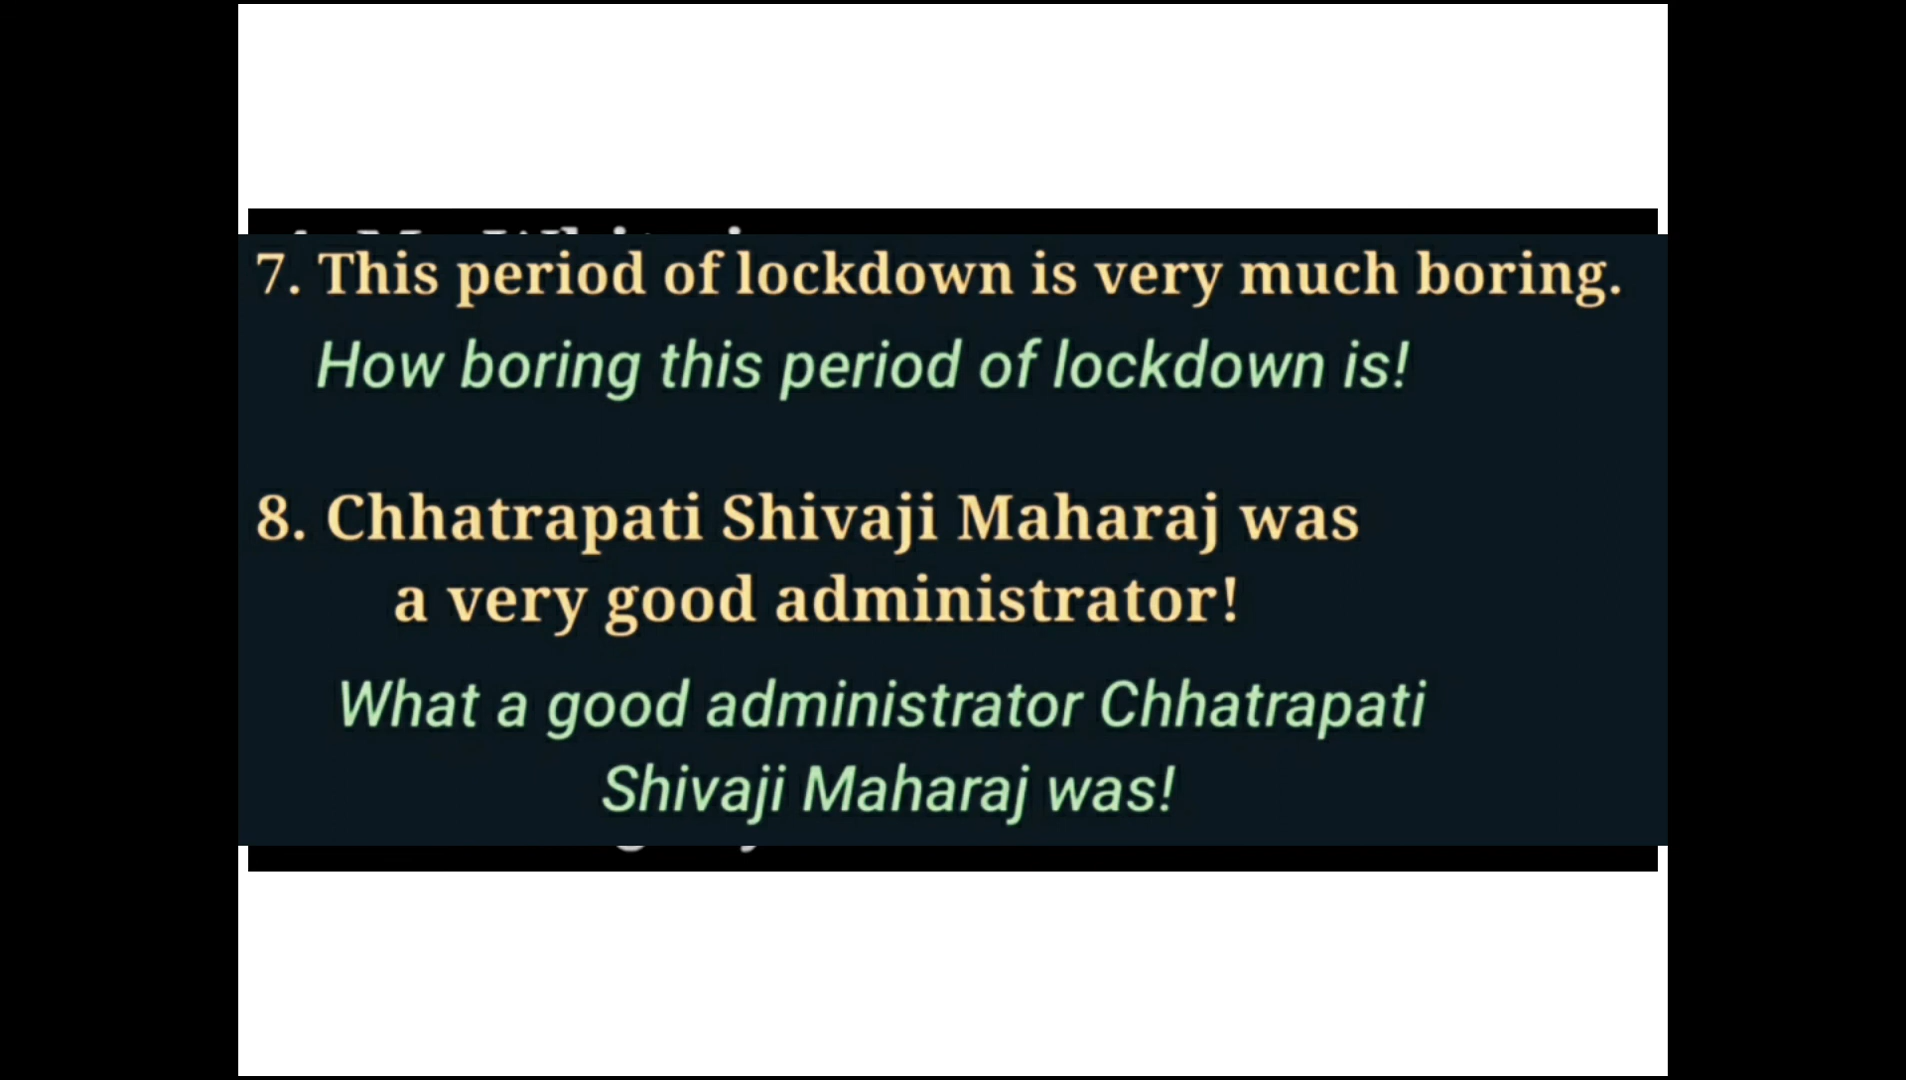 7. This period of lockdown is very much boring.
How boring this period of lockdown is!
8. Chhatrapati Shivaji Maharaj was
a very good administrator!
What a good administrator Chhatrapati
Shivaji Maharaj was!